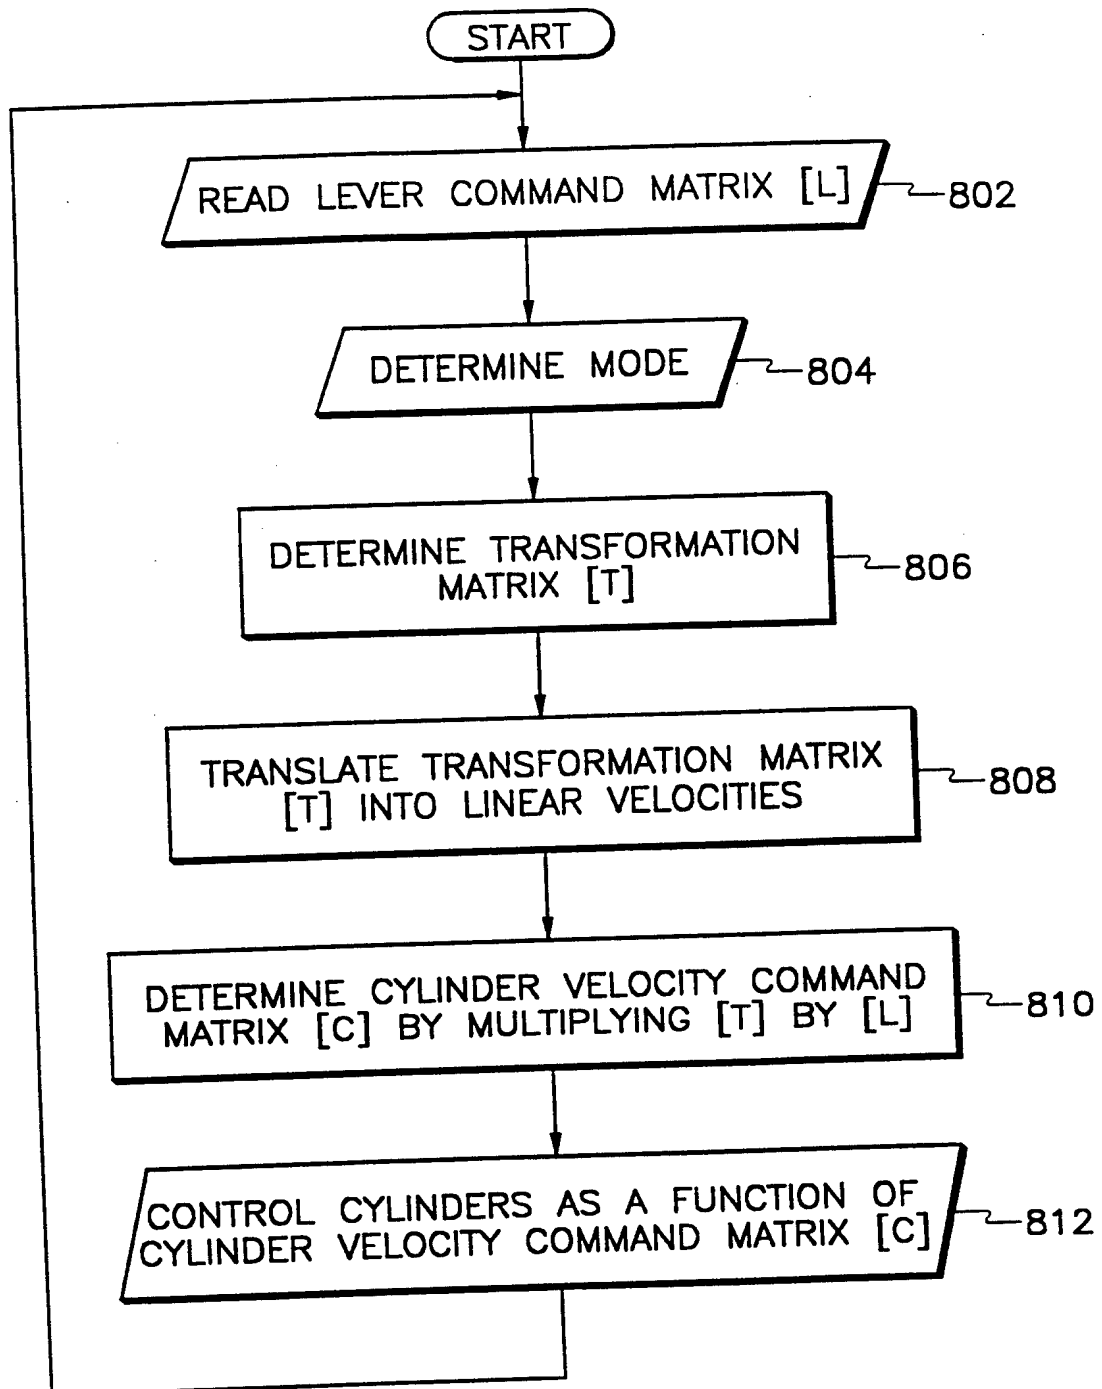 START
READ LEVER COMMAND MATRIX [L]
802
DETERMINE MODE
804
DETERMINE TRANSFORMATION
MATRIX [T]
806
TRANSLATE TRANSFORMATION MATRIX
[T] INTO LINEAR VELOCITIES
808
DETERMINE CYLINDER VELOCITY COMMAND
MATRIX [C] BY MULTIPLYING [T] BY [L]
810
CONTROL CYLINDERS AS A FUNCTION OF
CYLINDER VELOCITY COMMAND MATRIX [C]
812